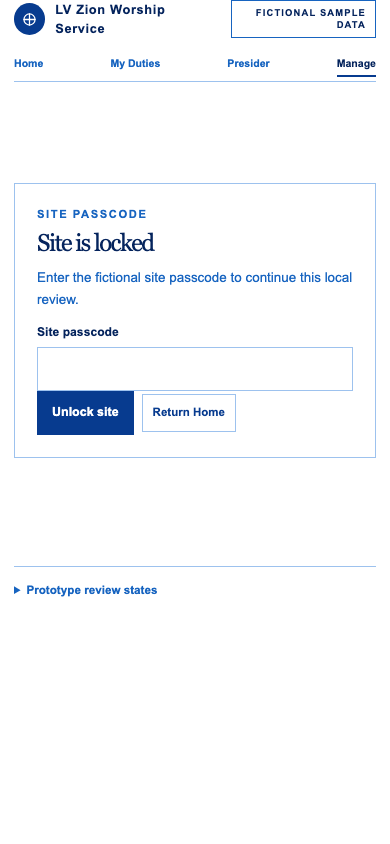 LV Zion Worship
Service
FICTIONAL SAMPLE
DATA
Home
My Duties
Presider
Manage
SITE PASSCODE
Site is locked
Enter the fictional site passcode to continue this local
review.
Site passcode
Unlock site
Return Home
Prototype review states